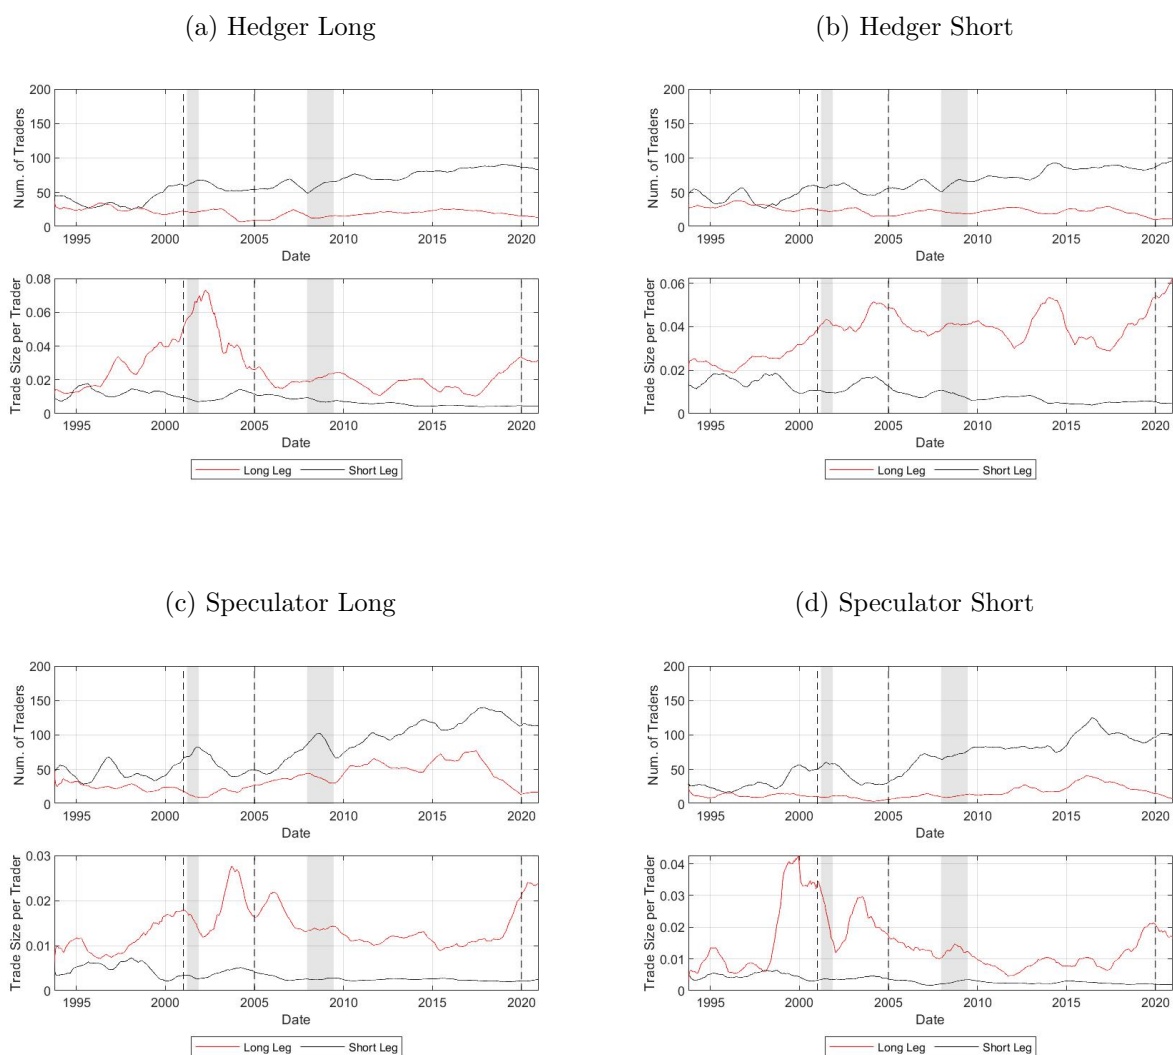 (a) Hedger Long
200
150
100
50
0
Num. of Traders
1995 2000 2005 2010 2015 2020
Date
0.08
0.06
0.04
0.02
0
Trade Size per Trader
1995 2000 2005 2010 2015 2020
Date
Long Leg Short Leg
(b) Hedger Short
200
150
100
50
0
Num. of Traders
1995 2000 2005 2010 2015 2020
Date
0.06
0.04
0.02
0
Trade Size per Trader
1995 2000 2005 2010 2015 2020
Date
Long Leg Short Leg
(c) Speculator Long
200
150
100
50
0
Num. of Traders
1995 2000 2005 2010 2015 2020
Date
0.03
0.02
0.01
0
Trade Size per Trader
1995 2000 2005 2010 2015 2020
Date
Long Leg Short Leg
(d) Speculator Short
200
150
100
50
0
Num. of Traders
1995 2000 2005 2010 2015 2020
Date
0.04
0.03
0.02
0.01
0
Trade Size per Trader
1995 2000 2005 2010 2015 2020
Date
Long Leg Short Leg